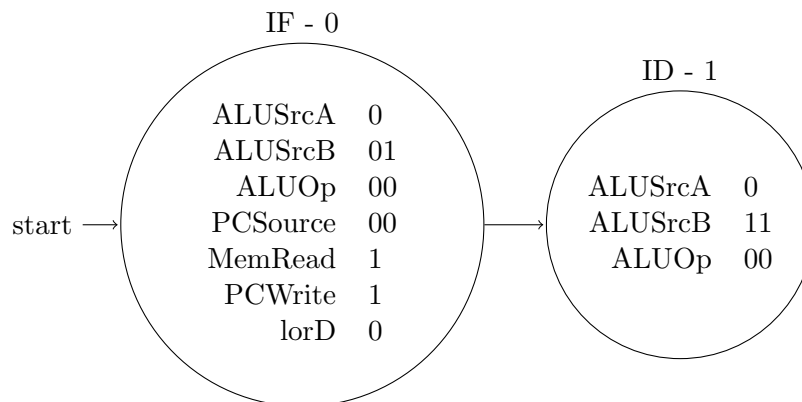 IF - 0
ALUSrcA 0
ALUSrcB 01
ALUOp 00
PCSource 00
MemRead 1
PCWrite 1
lorD 0
start
ID - 1
ALUSrcA 0
ALUSrcB 11
ALUOp 00